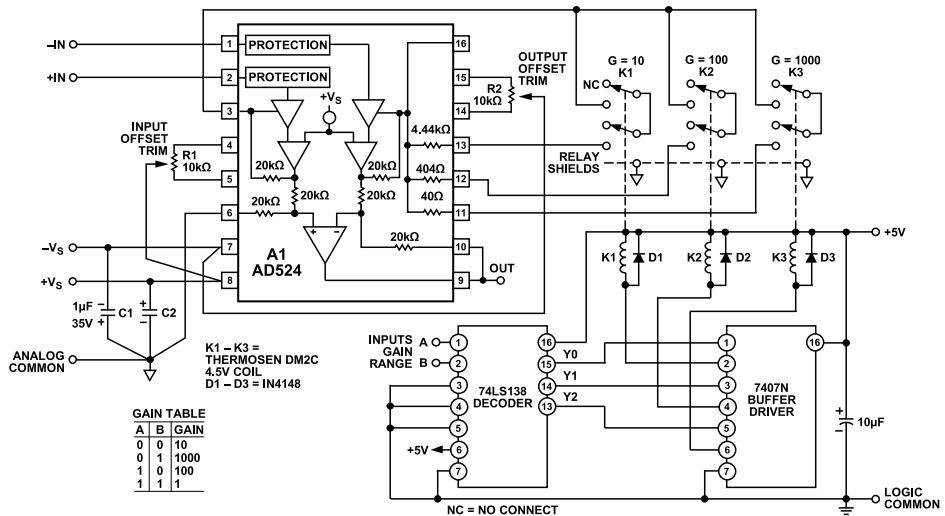 –IN
+IN
1
PROTECTION
2
PROTECTION
+VS
3
INPUT
OFFSET
TRIM
R1
10kΩ
4
5
20kΩ
20kΩ
20kΩ
20kΩ
6
20kΩ
20kΩ
A1
AD524
–VS
7
+VS
8
16
15
14
OUTPUT
OFFSET
TRIM
R2
10kΩ
4.44kΩ
13
404Ω
12
40Ω
11
10
9
OUT
G = 10
K1
G = 100
K2
G = 1000
K3
NC
RELAY
SHIELDS
+5V
K1
D1
K2
D2
K3
D3
1µF
35V
–
+
C1
+
–
C2
ANALOG
COMMON
K1 – K3 =
THERMOSEN DM2C
4.5V COIL
D1 – D3 = IN4148
GAIN TABLE
A B GAIN
0 0 10
0 1 1000
1 0 100
1 1 1
INPUTS
GAIN
RANGE
A
B
1
2
3
4
5
6
7
+5V
74LS138
DECODER
16
15
14
13
Y0
Y1
Y2
1
2
3
4
5
6
7
7407N
BUFFER
DRIVER
16
+
–
10µF
LOGIC
COMMON
NC = NO CONNECT